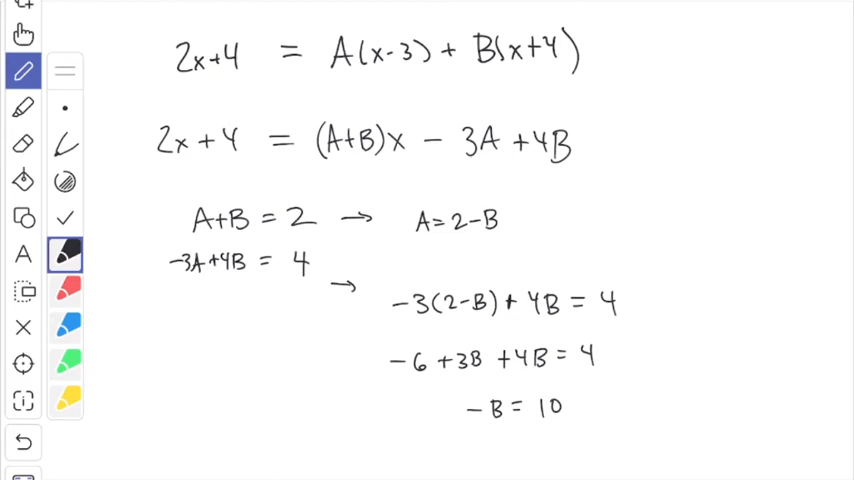 2x+4 = A(x-3) + B(x+4)
2x + 4 = (A+B)x - 3A + 4B
A+B = 2 → A = 2-B
-3A+4B = 4
→ -3(2-B) + 4B = 4
-6 + 3B + 4B = 4
-B = 10